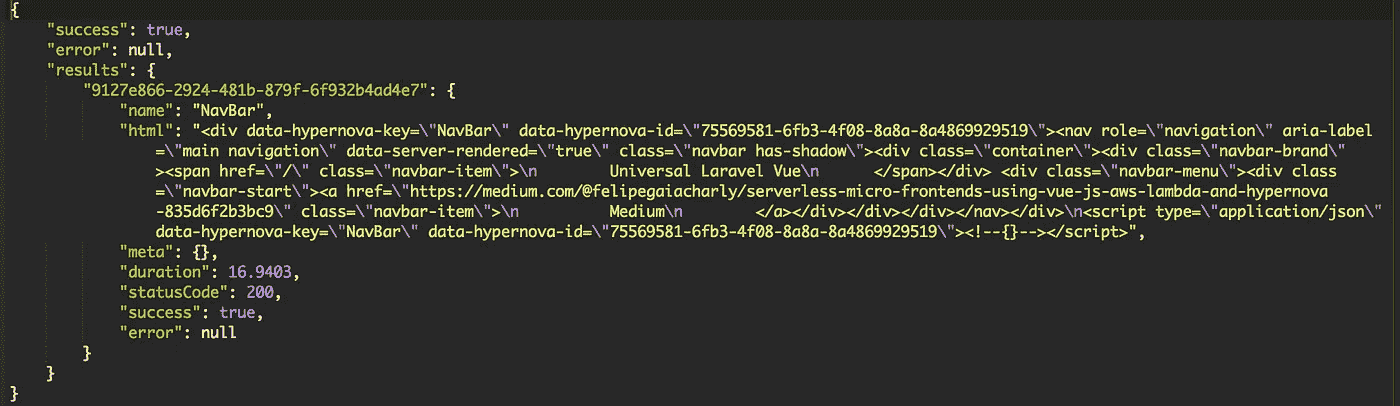 {
"success": true,
"error": null,
"results": {
"9127e866-2924-481b-879f-6f932b4ad4e7": {
"name": "NavBar",
"html": "<div data-hypernova-key=\"NavBar\" data-hypernova-id=\"75569581-6fb3-4f08-8a8a-8a4869929519\"><nav role=\"navigation\" aria-label
=\"main navigation\" data-server-rendered=\"true\" class=\"navbar has-shadow\"><div class=\"container\"><div class=\"navbar-brand\"
><span href=\"/\" class=\"navbar-item\">\n        Universal Laravel Vue\n      </span></div> <div class=\"navbar-menu\"><div class
=\"navbar-start\"><a href=\"https://medium.com/@felipegaiacharly/serverless-micro-frontends-using-vue-js-aws-lambda-and-hypernova
-835d6f2b3bc9\" class=\"navbar-item\">\n          Medium\n        </a></div></div></div></nav></div>\n<script type=\"application/json\"
data-hypernova-key=\"NavBar\" data-hypernova-id=\"75569581-6fb3-4f08-8a8a-8a4869929519\"><!--{}--></script>",
"meta": {},
"duration": 16.9403,
"statusCode": 200,
"success": true,
"error": null
}
}
}